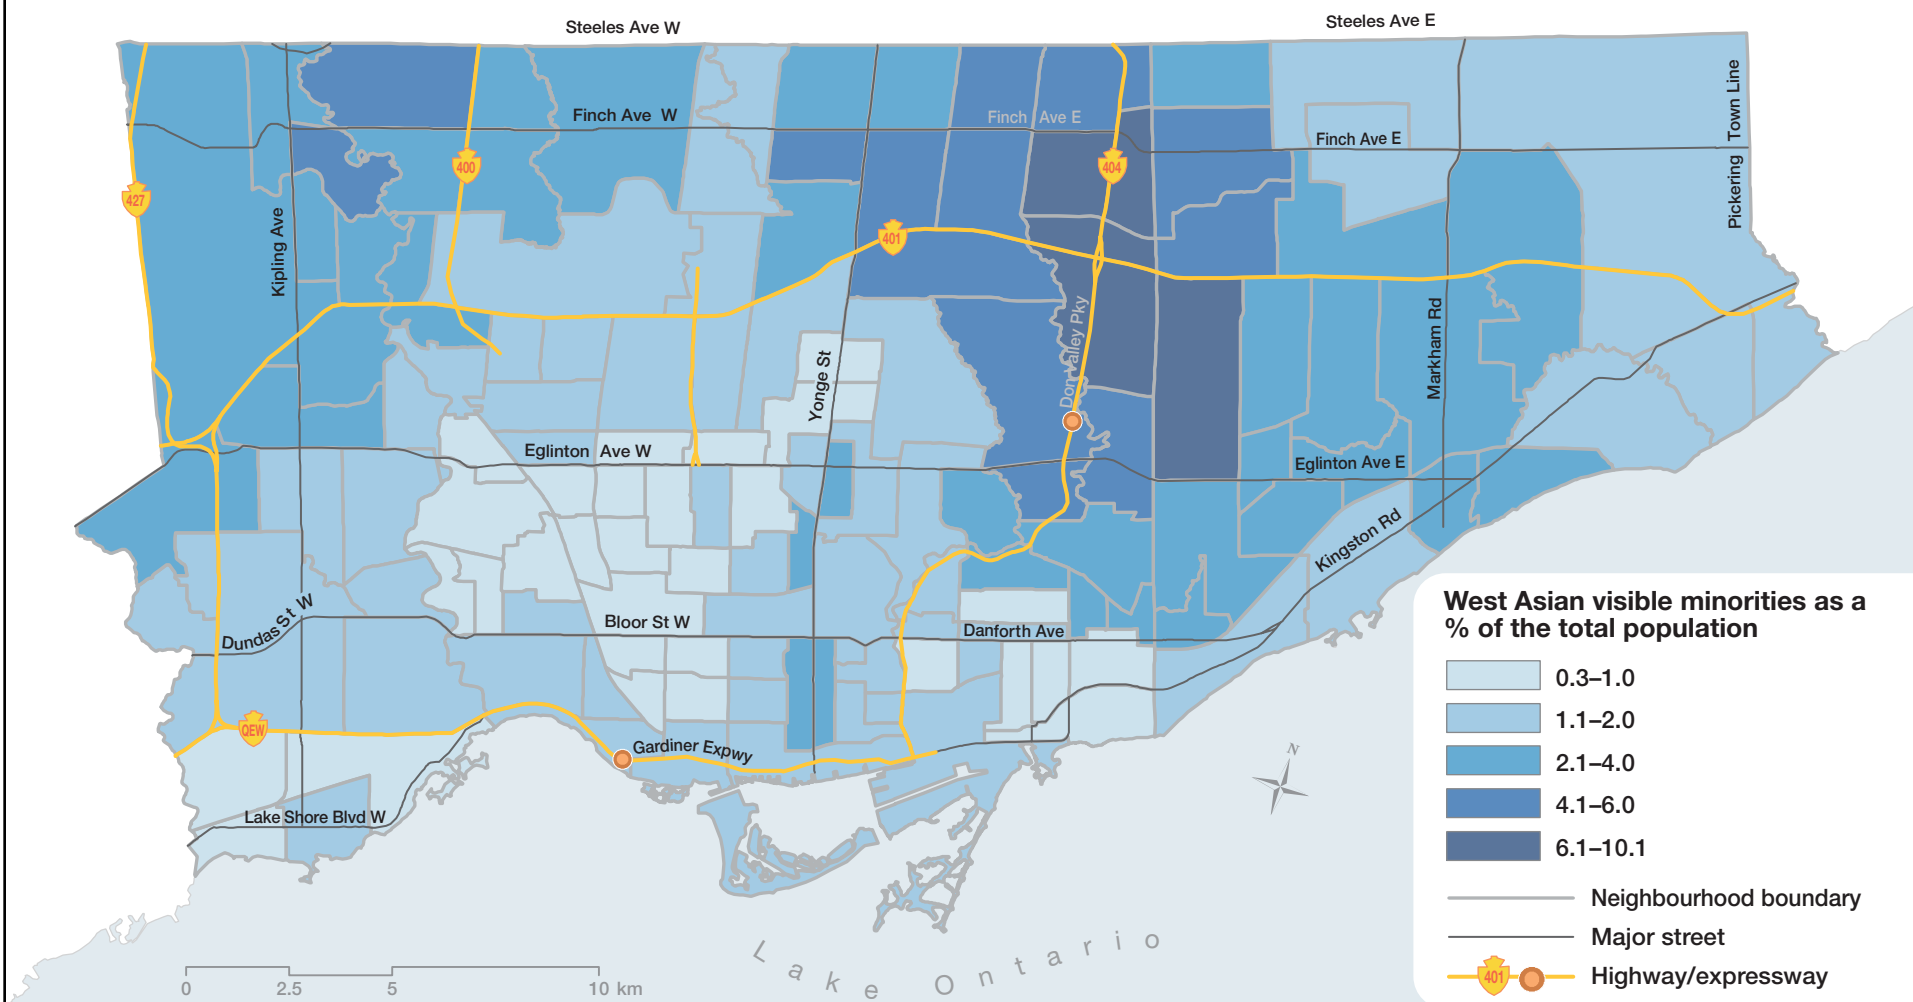 Steeles Ave W
Steeles Ave E
Finch Ave W
Finch Ave E
Finch Ave E
Pickering Town Line
427
400
404
401
Kipling Ave
Don Valley Pky
Markham Rd
Yonge St
Eglinton Ave W
Eglinton Ave E
Kingston Rd
Dundas St W
Bloor St W
Danforth Ave
QEW
Gardiner Expwy
Lake Shore Blvd W
N
Lake Ontario
0 2.5 5 10 km
West Asian visible minorities as a
% of the total population
0.3–1.0
1.1–2.0
2.1–4.0
4.1–6.0
6.1–10.1
Neighbourhood boundary
Major street
401 Highway/expressway